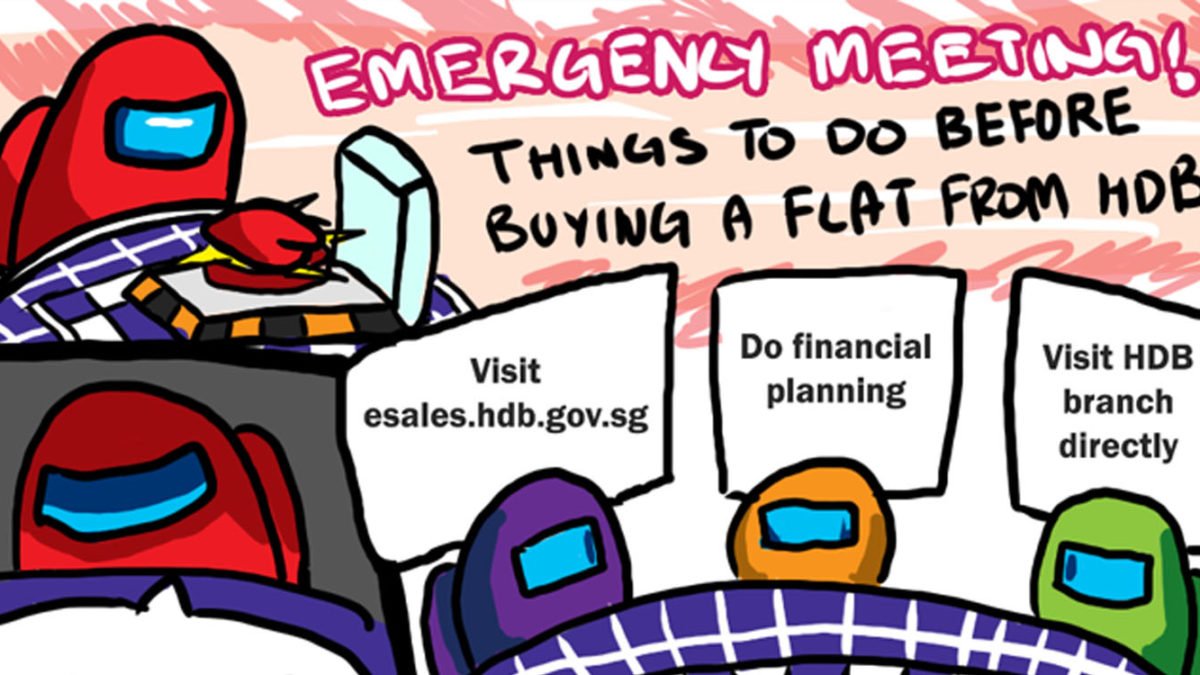 EMERGENCY MEETING!
THINGS TO DO BEFORE
BUYING A FLAT FROM HDB
Visit
esales.hdb.gov.sg
Do financial
planning
Visit HDB
branch
directly